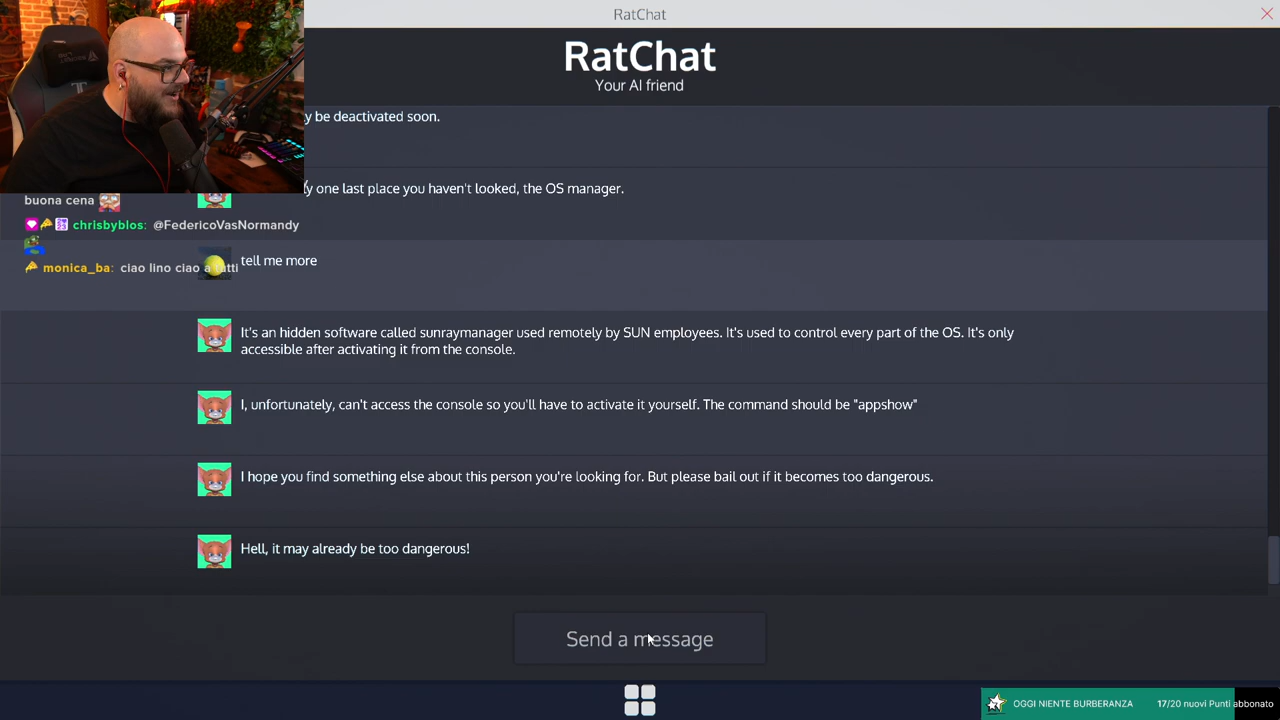 RatChat
RatChat
Your AI friend
be deactivated soon.
one last place you haven't looked, the OS manager.
buona cena
chrisbyblos: @FedericoVasNormandy
tell me more
monica_ba: ciao lino ciao a tutti
It's an hidden software called sunraymanager used remotely by SUN employees. It's used to control every part of the OS. It's only
accessible after activating it from the console.
I, unfortunately, can't access the console so you'll have to activate it yourself. The command should be "appshow"
I hope you find something else about this person you're looking for. But please bail out if it becomes too dangerous.
Hell, it may already be too dangerous!
Send a message
OGGI NIENTE BURBERANZA 17/20 nuovi Punti abbonato